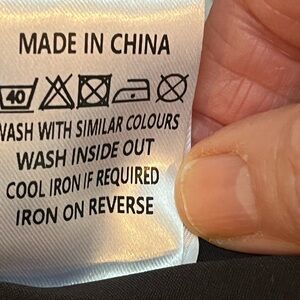 MADE IN CHINA
40
WASH WITH SIMILAR COLOURS
WASH INSIDE OUT
COOL IRON IF REQUIRED
IRON ON REVERSE